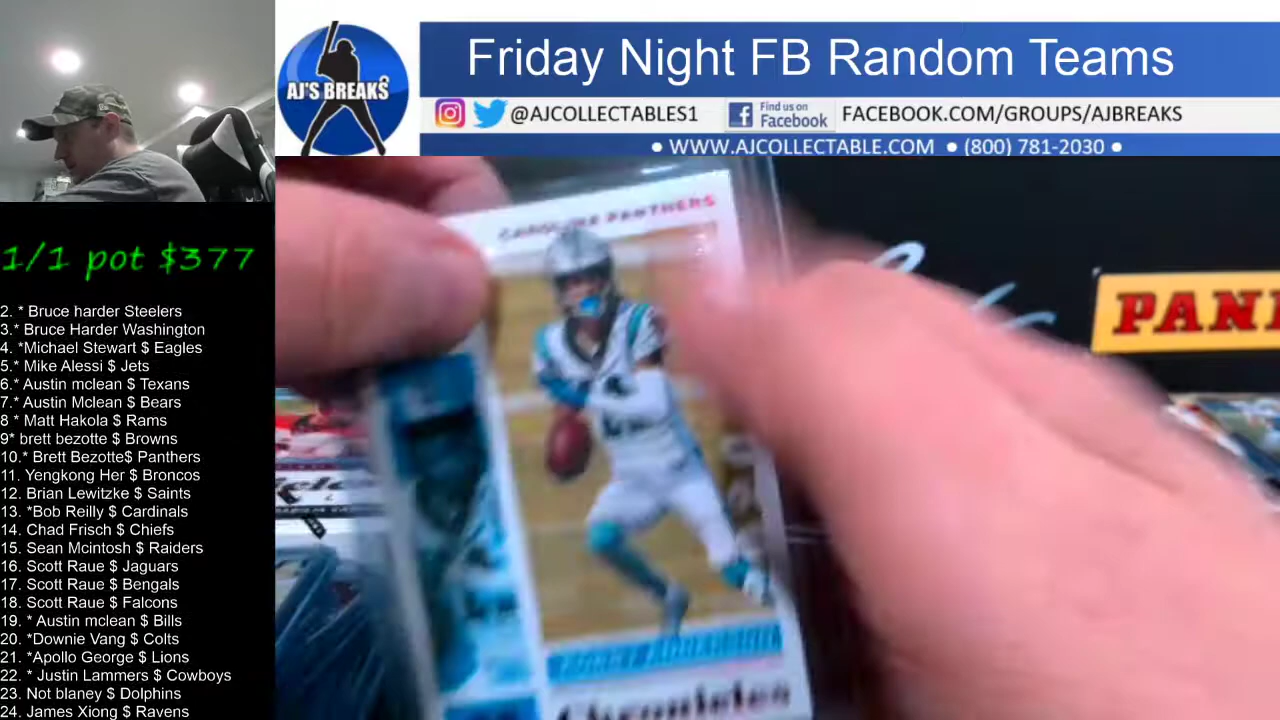 Friday Night FB Random Teams
AJ'S BREAKS
@AJCOLLECTABLES1
Find us on
Facebook
FACEBOOK.COM/GROUPS/AJBREAKS
• WWW.AJCOLLECTABLE.COM • (800) 781-2030 •
1/1 pot $377
2. * Bruce harder Steelers
3.* Bruce Harder Washington
4. *Michael Stewart $ Eagles
5.* Mike Alessi $ Jets
6.* Austin mclean $ Texans
7.* Austin Mclean $ Bears
8 * Matt Hakola $ Rams
9* brett bezotte $ Browns
10.* Brett Bezotte$ Panthers
11. Yengkong Her $ Broncos
12. Brian Lewitzke $ Saints
13. *Bob Reilly $ Cardinals
14. Chad Frisch $ Chiefs
15. Sean Mcintosh $ Raiders
16. Scott Raue $ Jaguars
17. Scott Raue $ Bengals
18. Scott Raue $ Falcons
19. * Austin mclean $ Bills
20. *Downie Vang $ Colts
21. *Apollo George $ Lions
22. * Justin Lammers $ Cowboys
23. Not blaney $ Dolphins
24. James Xiong $ Ravens
CAROLINA PANTHERS
Chronicles
PANI